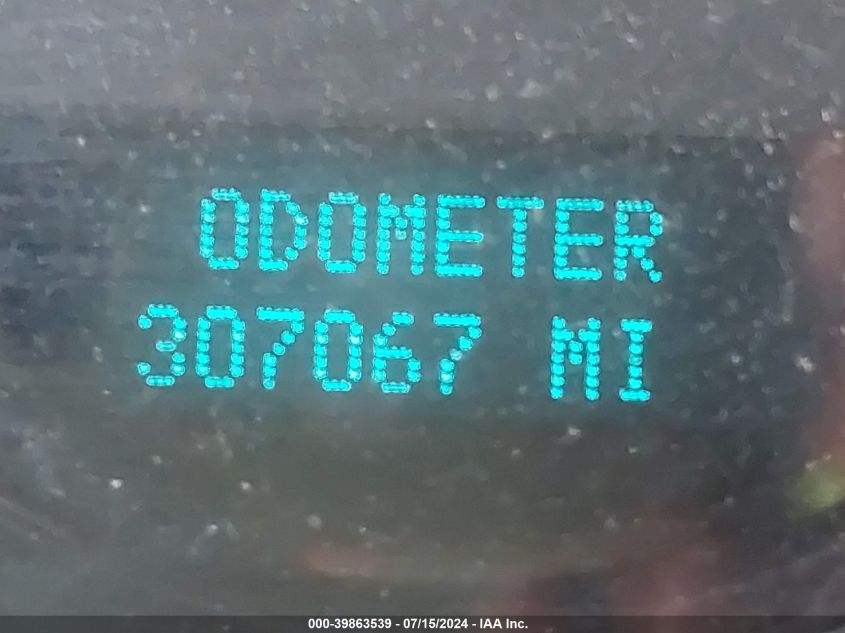 ODOMETER
307067 MI
000-39863539 - 07/15/2024 - IAA Inc.